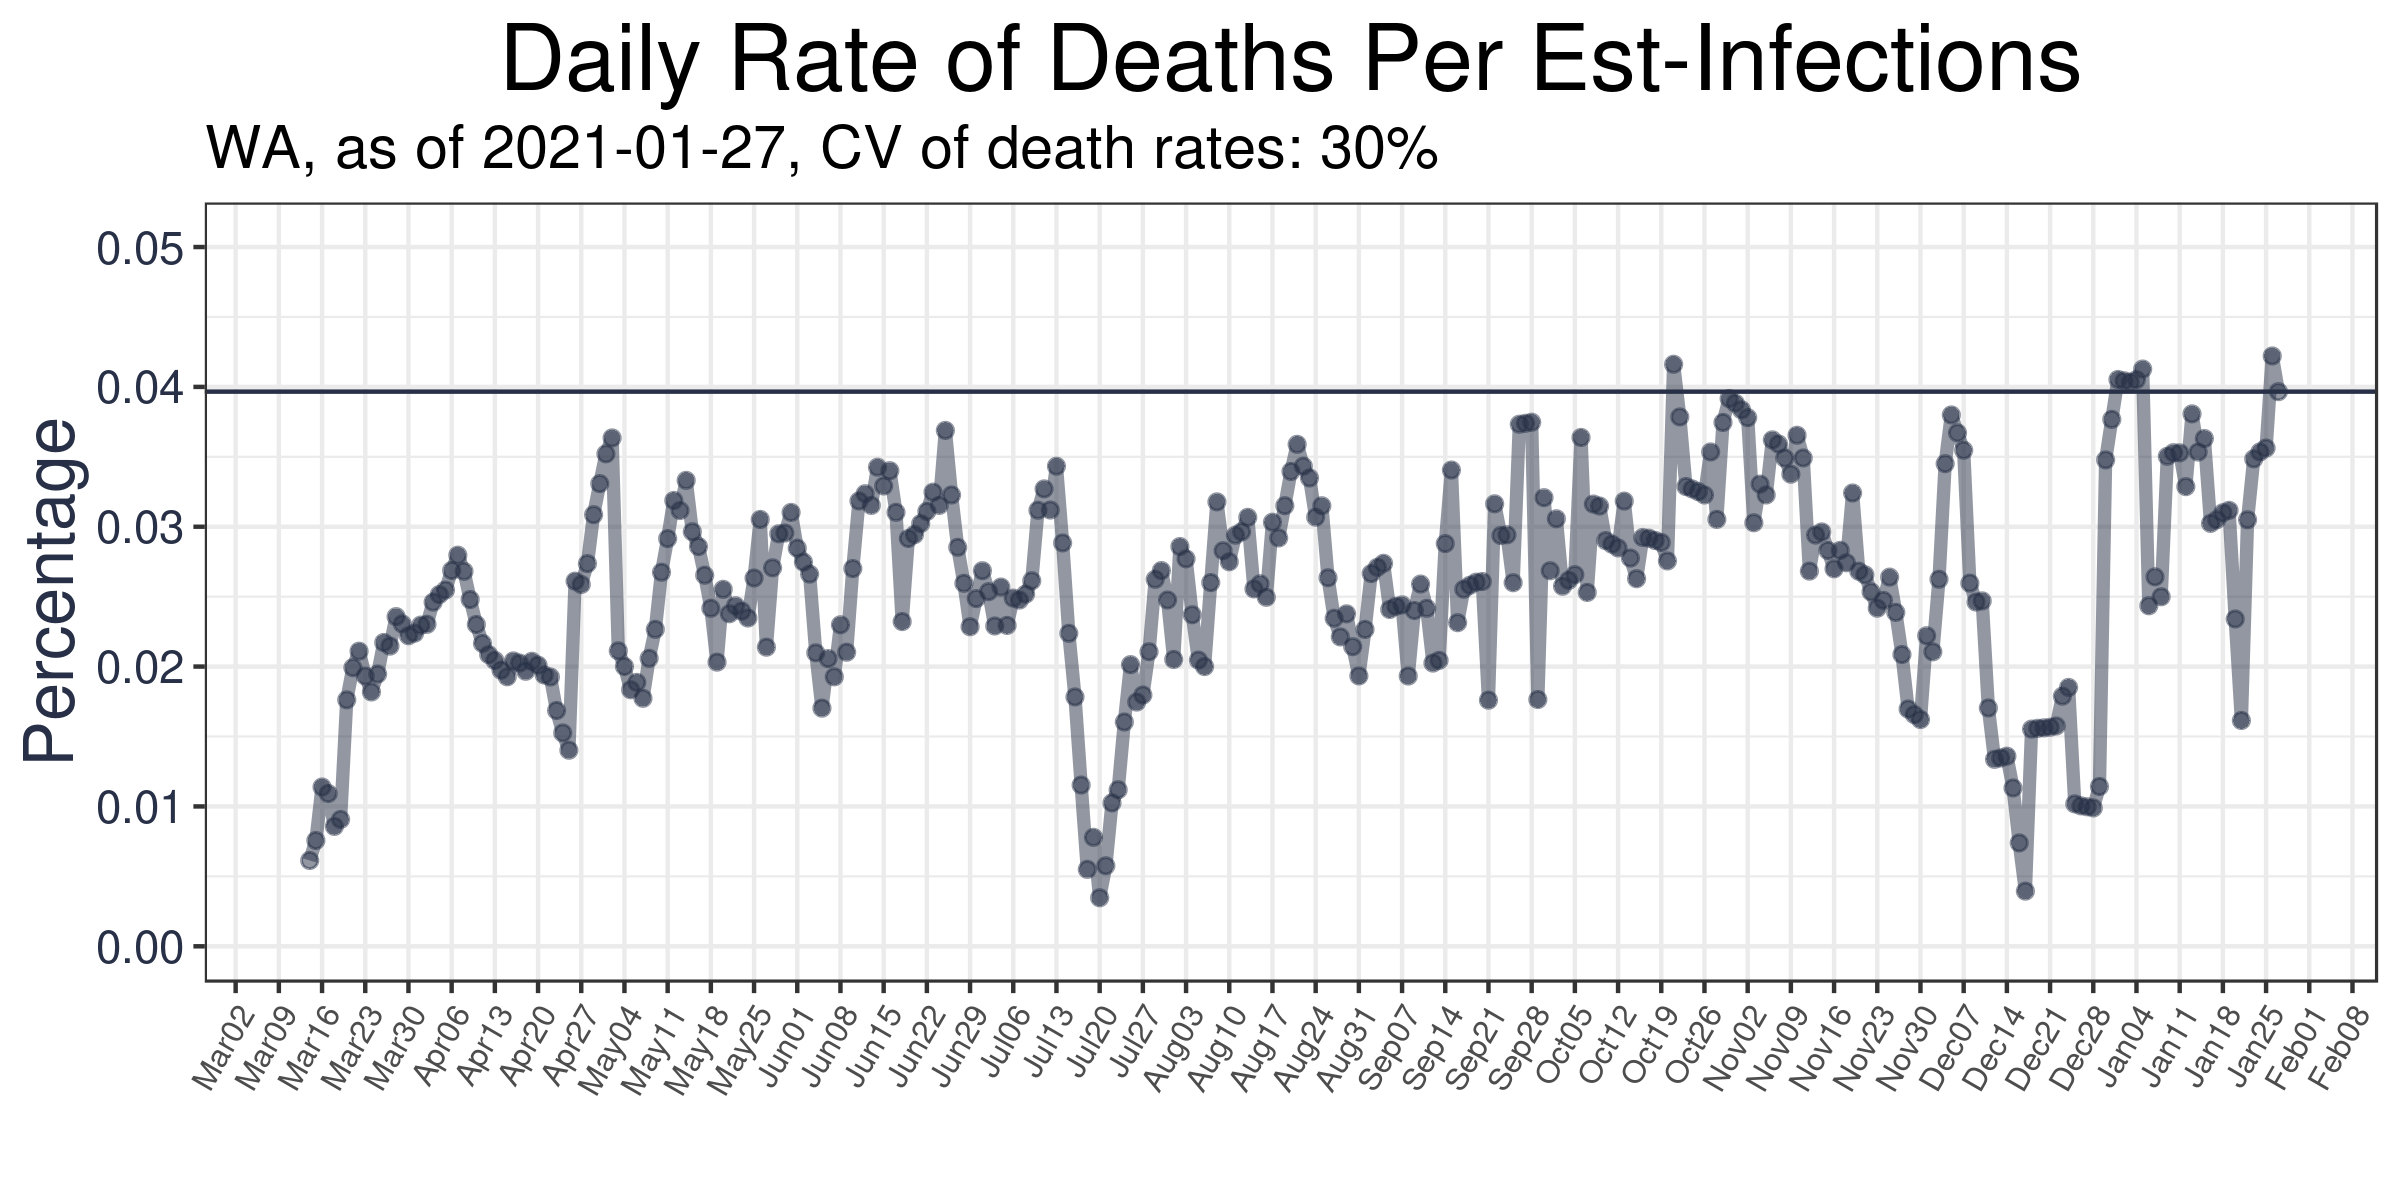 Daily Rate of Deaths Per Est-Infections
WA, as of 2021-01-27, CV of death rates: 30%
Percentage
0.05
0.04
0.03
0.02
0.01
0.00
Mar02
Mar09
Mar16
Mar23
Mar30
Apr06
Apr13
Apr20
Apr27
May04
May11
May18
May25
Jun01
Jun08
Jun15
Jun22
Jun29
Jul06
Jul13
Jul20
Jul27
Aug03
Aug10
Aug17
Aug24
Aug31
Sep07
Sep14
Sep21
Sep28
Oct05
Oct12
Oct19
Oct26
Nov02
Nov09
Nov16
Nov23
Nov30
Dec07
Dec14
Dec21
Dec28
Jan04
Jan11
Jan18
Jan25
Feb01
Feb08